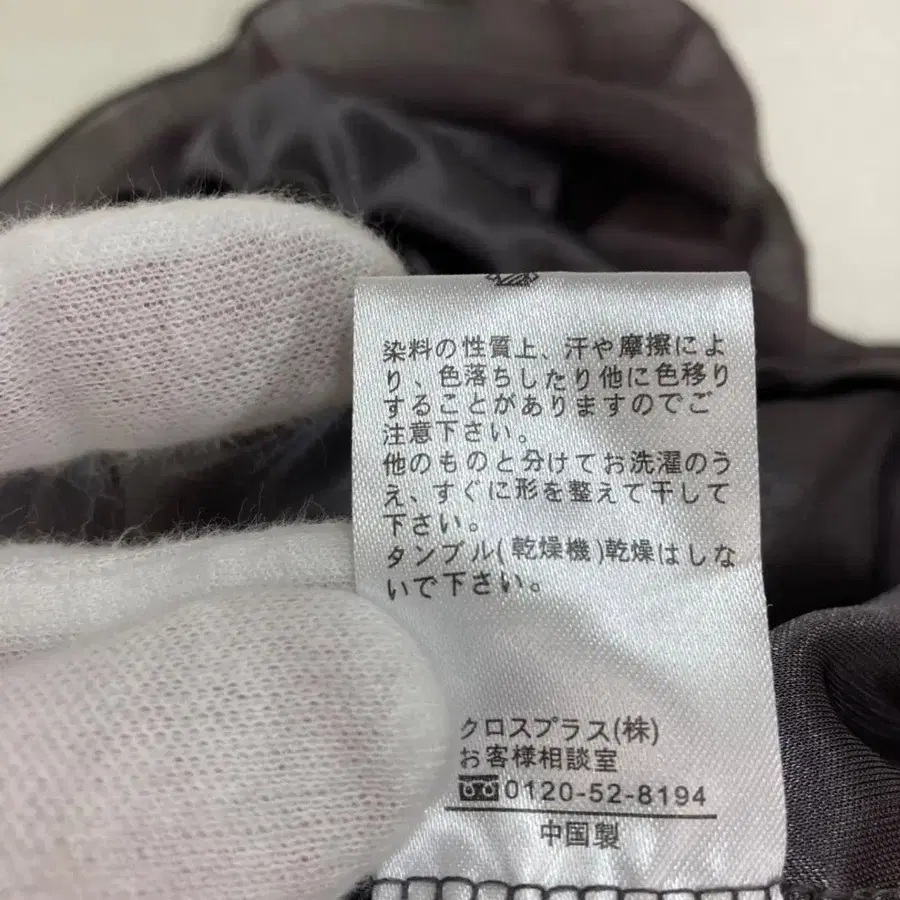 染料の性質上、汗や摩擦によ
り、色落ちしたり他に色移り
することがありますのでご
注意下さい。
他のものと分けてお洗濯のう
え、すぐに形を整えて干して
下さい。
タンブル(乾燥機)乾燥はしな
いで下さい。
クロスプラス(株)
お客様相談室
0120-52-8194
中国製